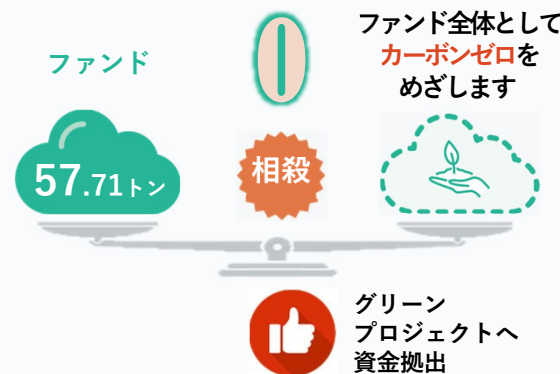 ファンド
ファンド全体として
カーボンゼロを
めざします
57.71トン
相殺
グリーン
プロジェクトへ
資金拠出